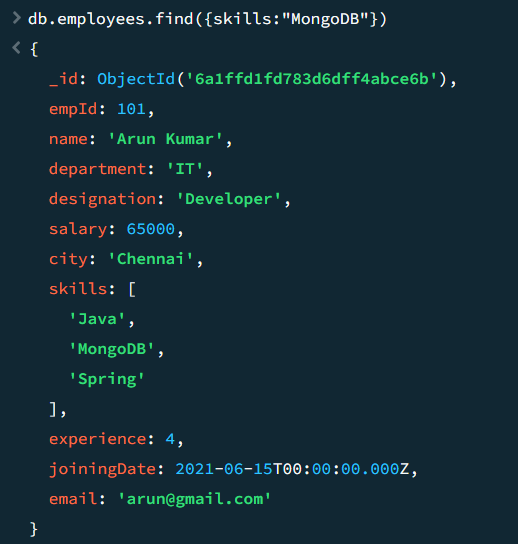 > db.employees.find({skills:"MongoDB"})
< {
_id: ObjectId('6a1ffd1fd783d6dff4abce6b'),
empId: 101,
name: 'Arun Kumar',
department: 'IT',
designation: 'Developer',
salary: 65000,
city: 'Chennai',
skills: [
'Java',
'MongoDB',
'Spring'
],
experience: 4,
joiningDate: 2021-06-15T00:00:00.000Z,
email: 'arun@gmail.com'
}